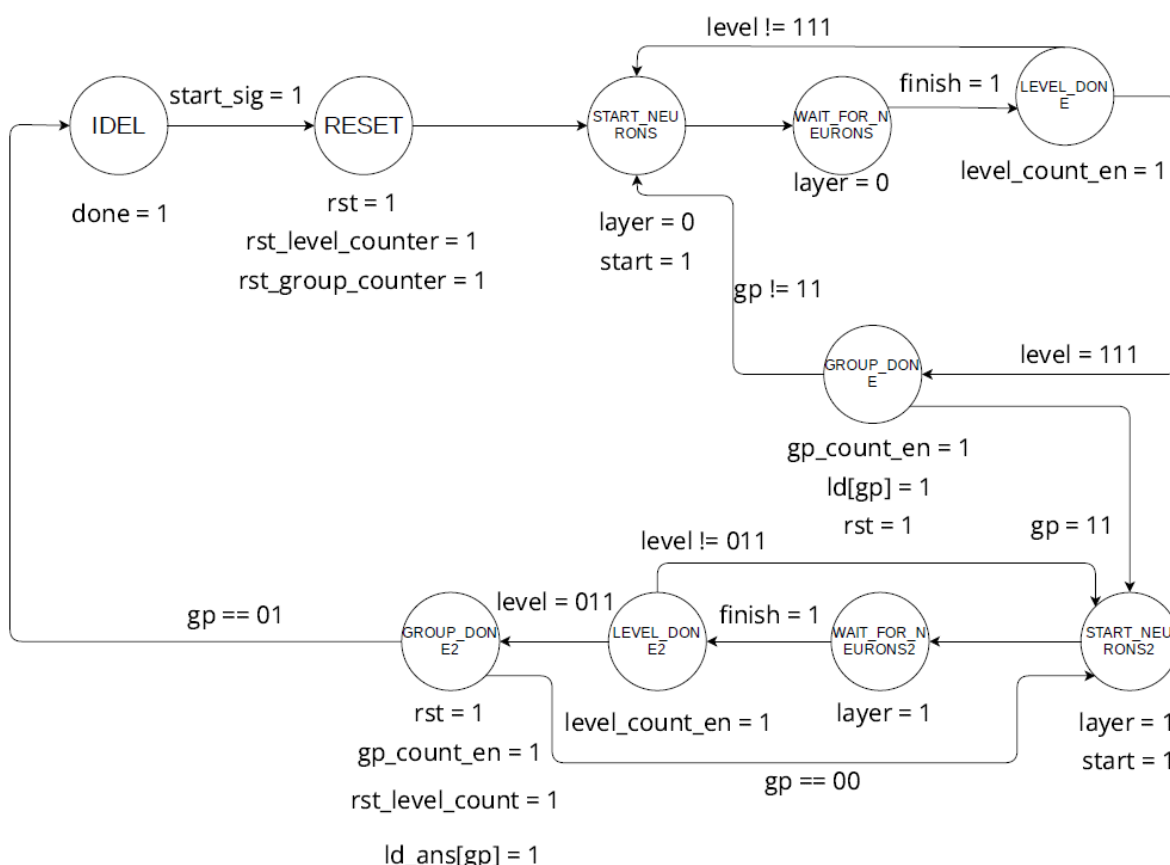 level != 111
start_sig = 1
finish = 1
IDEL
RESET
START_NEU
RONS
WAIT_FOR_N
EURONS
LEVEL_DON
E
level_count_en = 1
layer = 0
done = 1
rst = 1
rst_level_counter = 1
rst_group_counter = 1
layer = 0
start = 1
gp != 11
level = 111
GROUP_DON
E
gp_count_en = 1
ld[gp] = 1
rst = 1
gp = 11
level != 011
gp == 01
level = 011
finish = 1
GROUP_DON
E2
LEVEL_DON
E2
WAIT_FOR_N
EURONS2
START_NEU
RONS2
rst = 1
gp_count_en = 1
rst_level_count = 1
ld_ans[gp] = 1
level_count_en = 1
layer = 1
layer = 1
start = 1
gp == 00